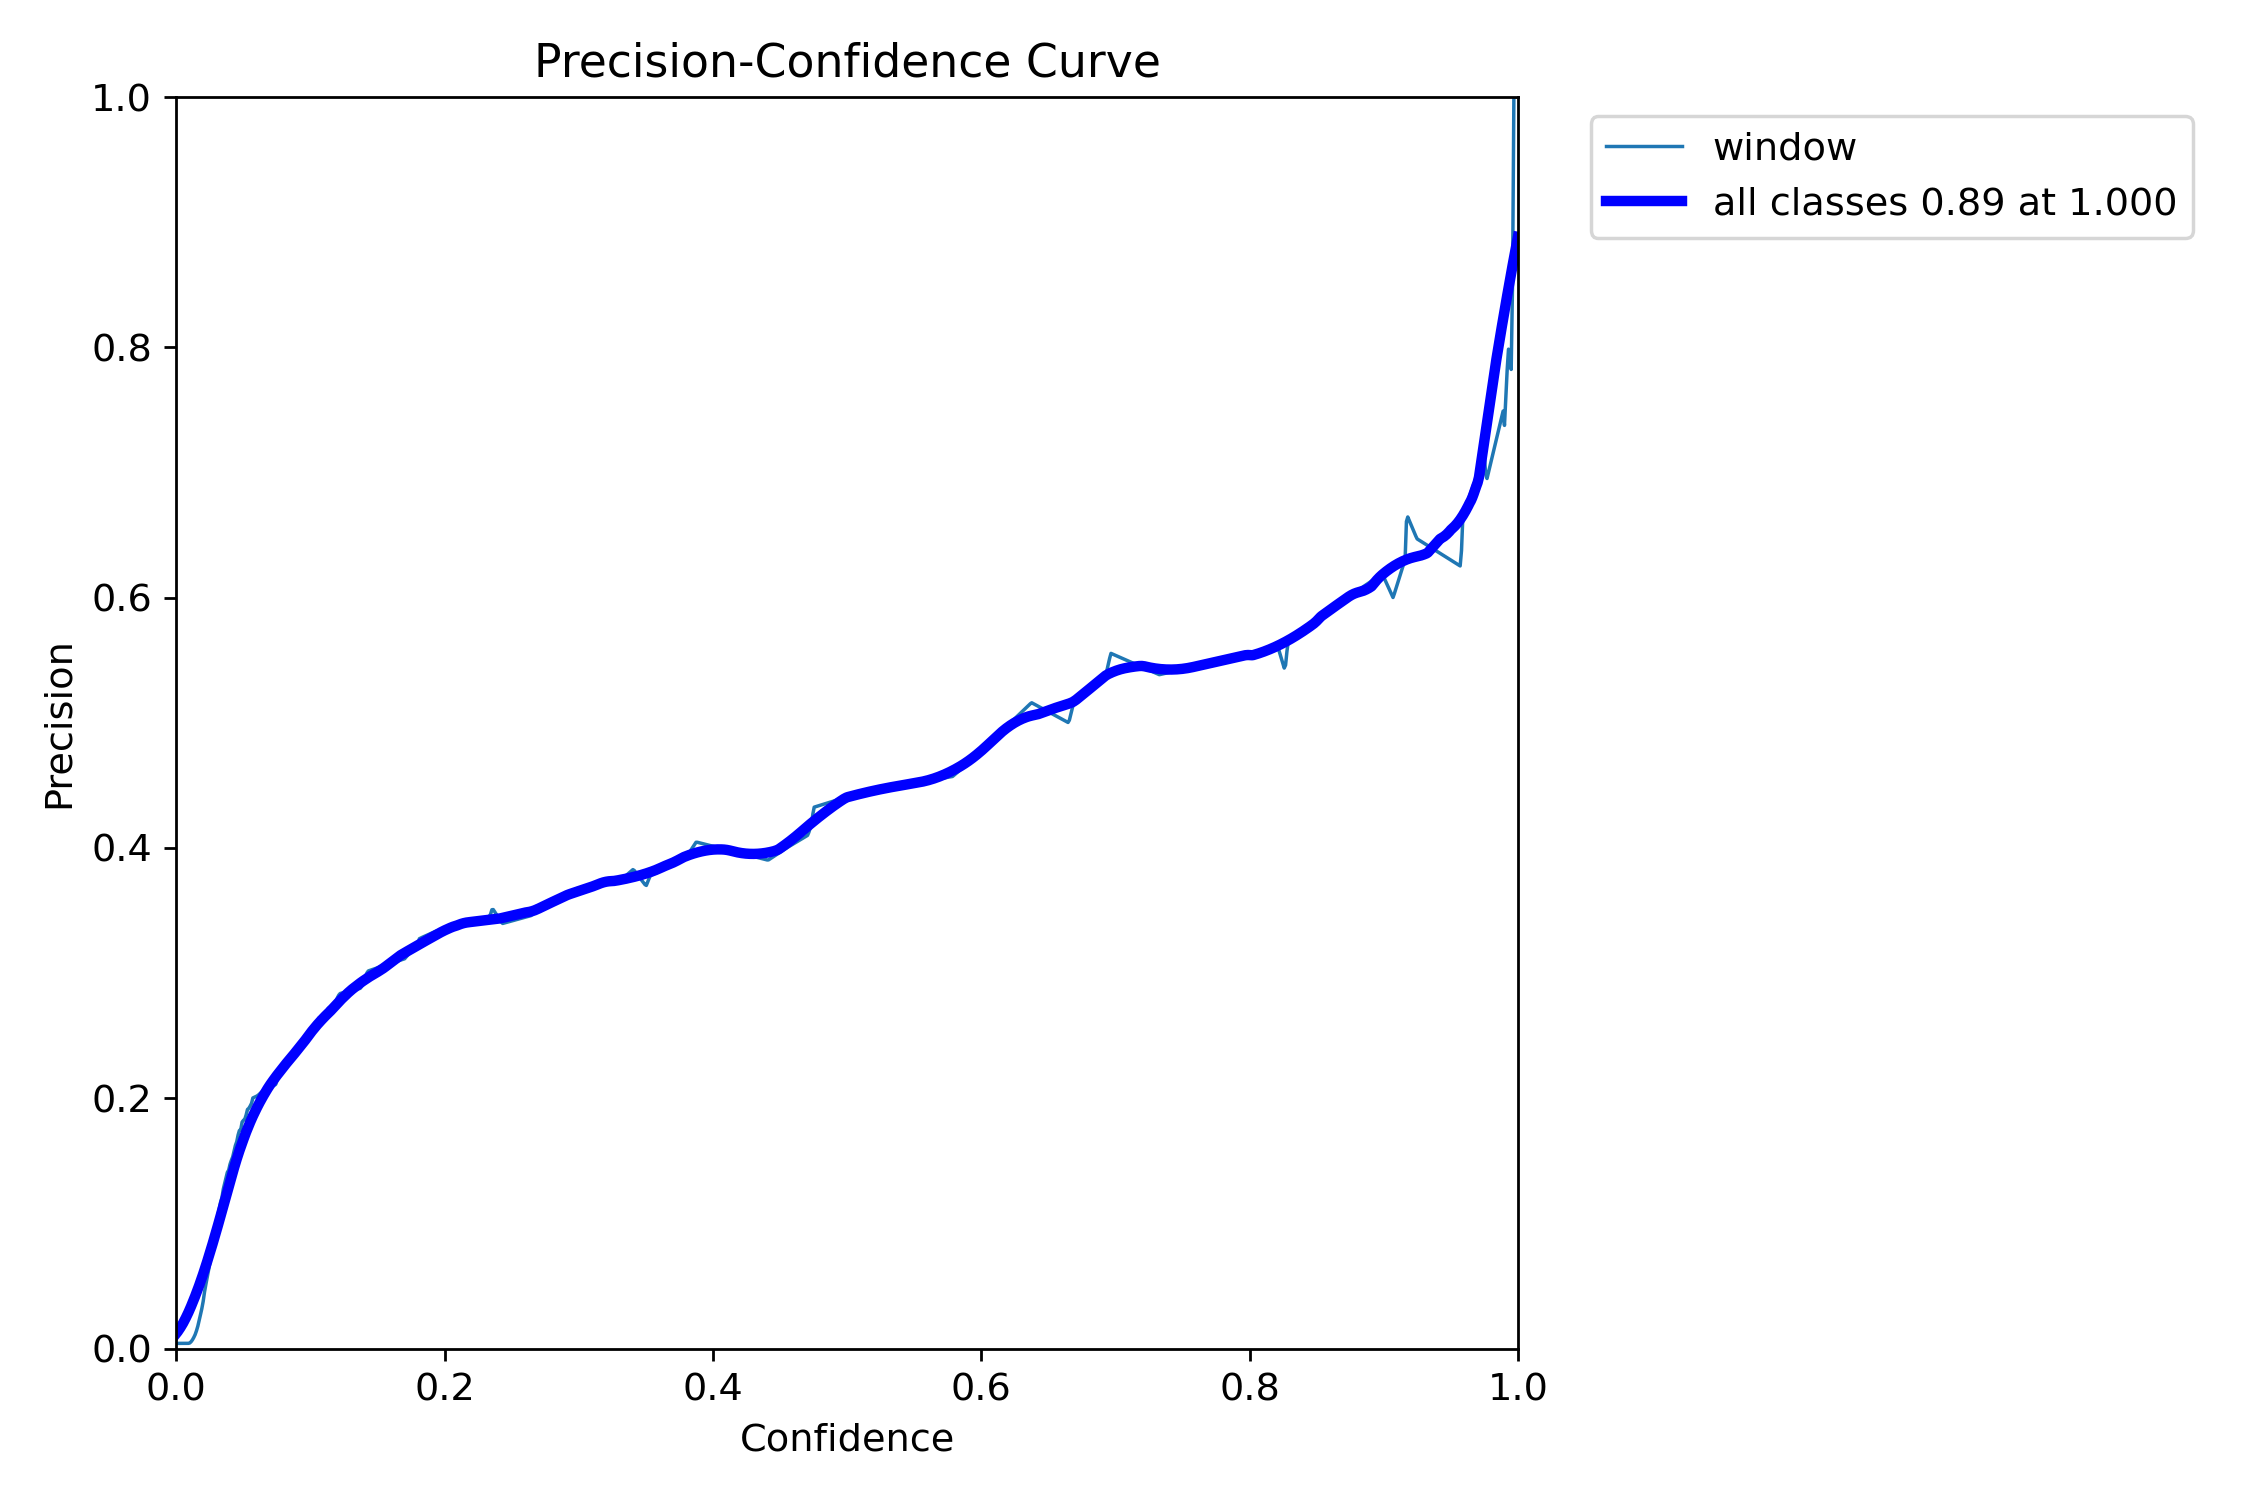 Precision-Confidence Curve
window
all classes 0.89 at 1.000
Precision
1.0
0.8
0.6
0.4
0.2
0.0
0.0 0.2 0.4 0.6 0.8 1.0
Confidence